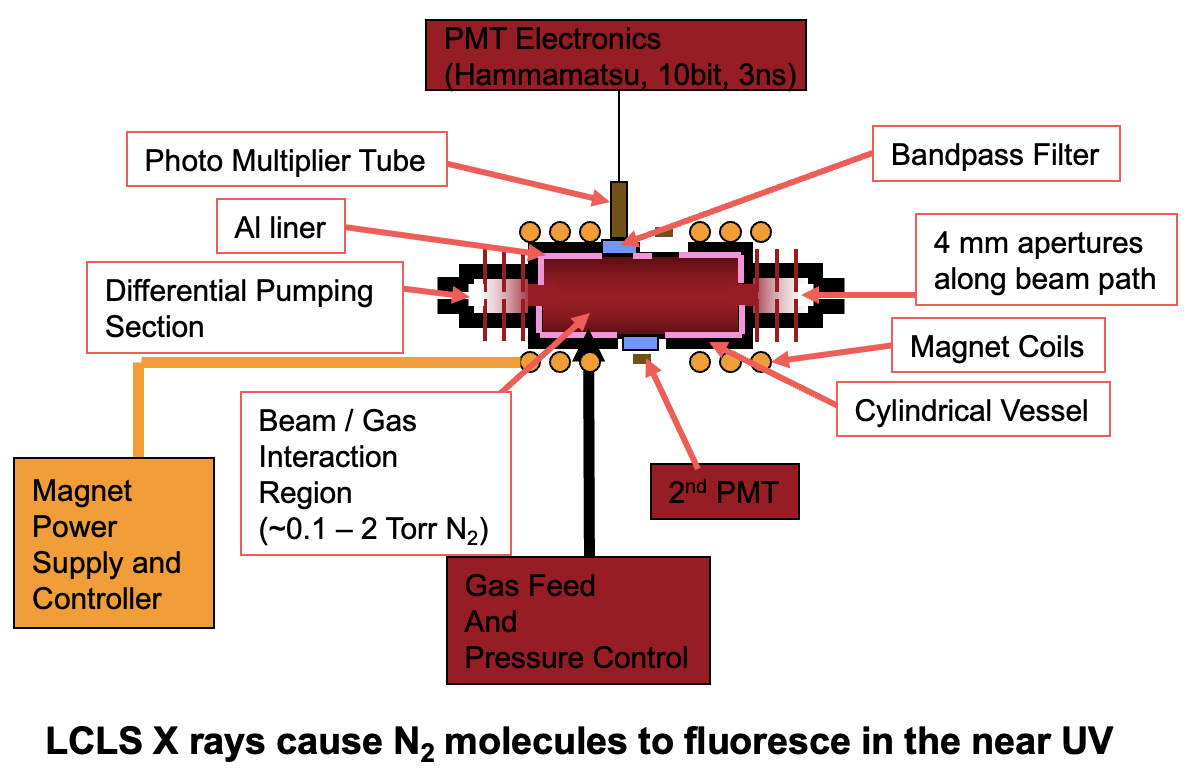 PMT Electronics
(Hammamatsu, 10bit, 3ns)
Photo Multiplier Tube
Bandpass Filter
Al liner
4 mm apertures
along beam path
Differential Pumping
Section
Magnet Coils
Cylindrical Vessel
Beam / Gas
Interaction
Region
(~0.1 – 2 Torr N₂)
2ⁿᵈ PMT
Magnet
Power
Supply and
Controller
Gas Feed
And
Pressure Control
LCLS X rays cause N₂ molecules to fluoresce in the near UV